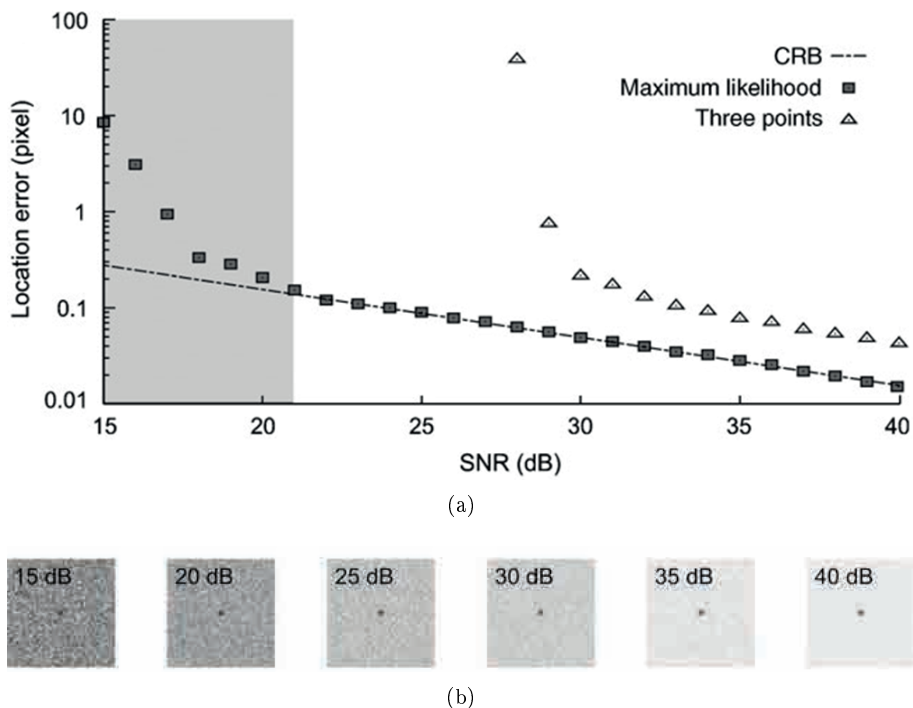 100
10
1
0.1
0.01
Location error (pixel)
CRB
Maximum likelihood
Three points
15 20 25 30 35 40
SNR (dB)
(a)
15 dB 20 dB 25 dB 30 dB 35 dB 40 dB
(b)